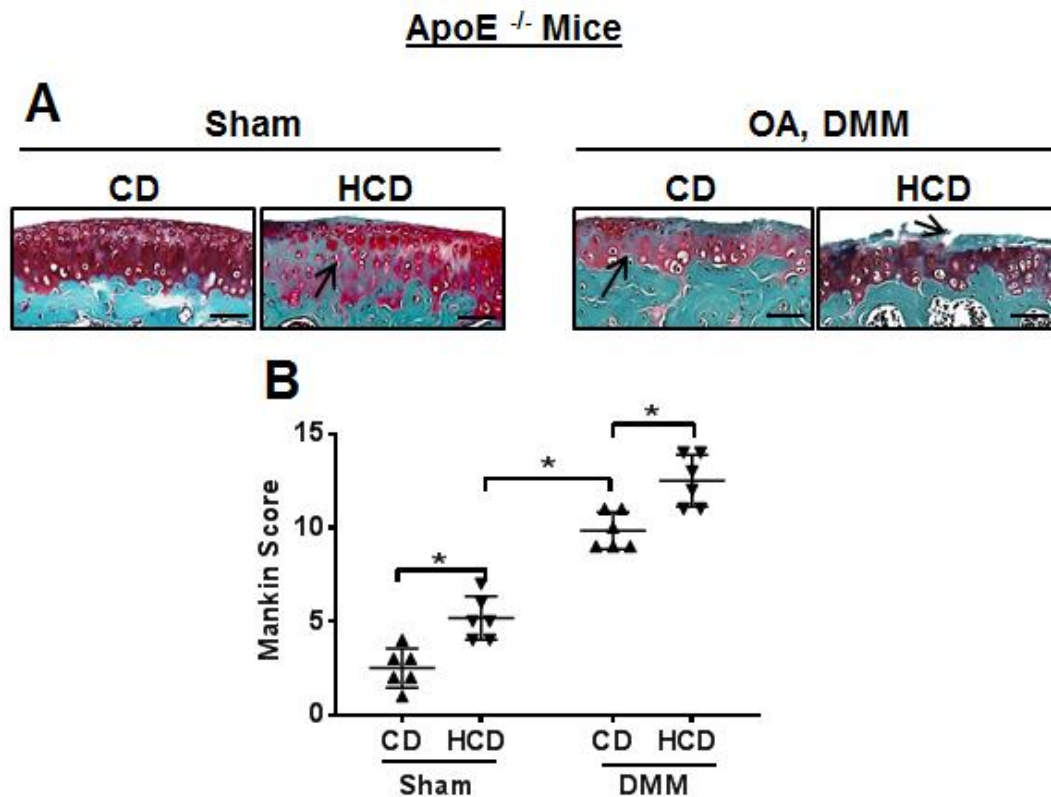 ApoE -/- Mice
A
Sham
OA, DMM
CD
HCD
CD
HCD
B
Mankin Score
15
10
5
0
*
*
*
CD
HCD
CD
HCD
Sham
DMM